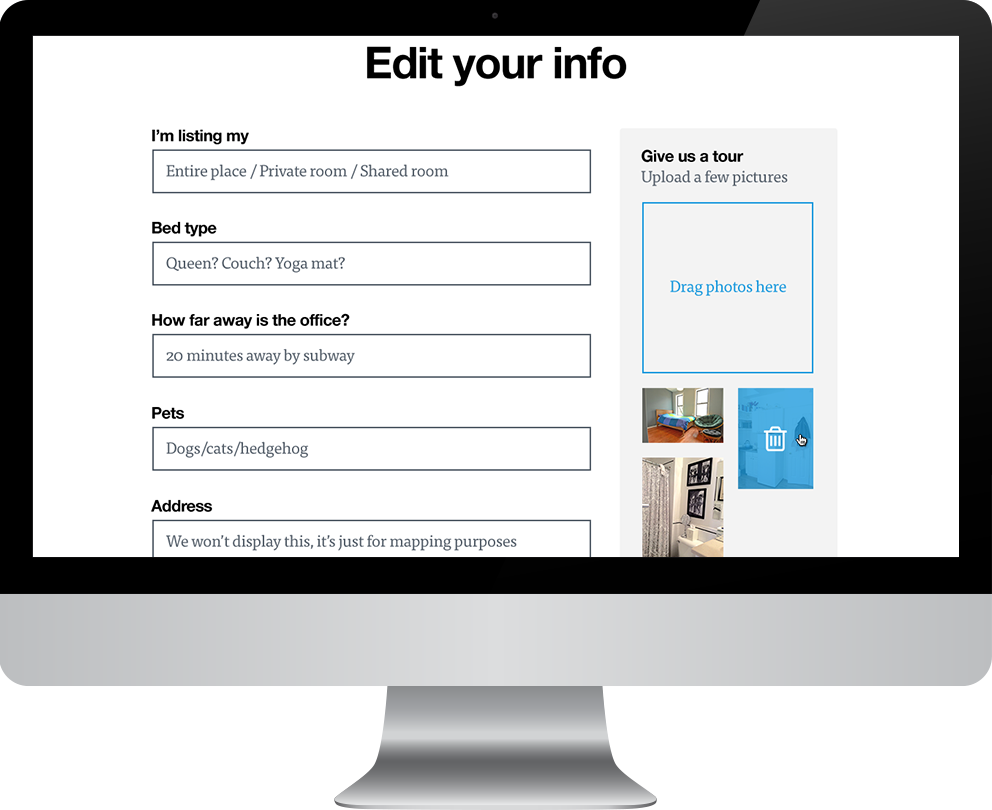 Edit your info
I’m listing my
Entire place / Private room / Shared room
Bed type
Queen? Couch? Yoga mat?
How far away is the office?
20 minutes away by subway
Pets
Dogs/cats/hedgehog
Address
We won’t display this, it’s just for mapping purposes
Give us a tour
Upload a few pictures
Drag photos here